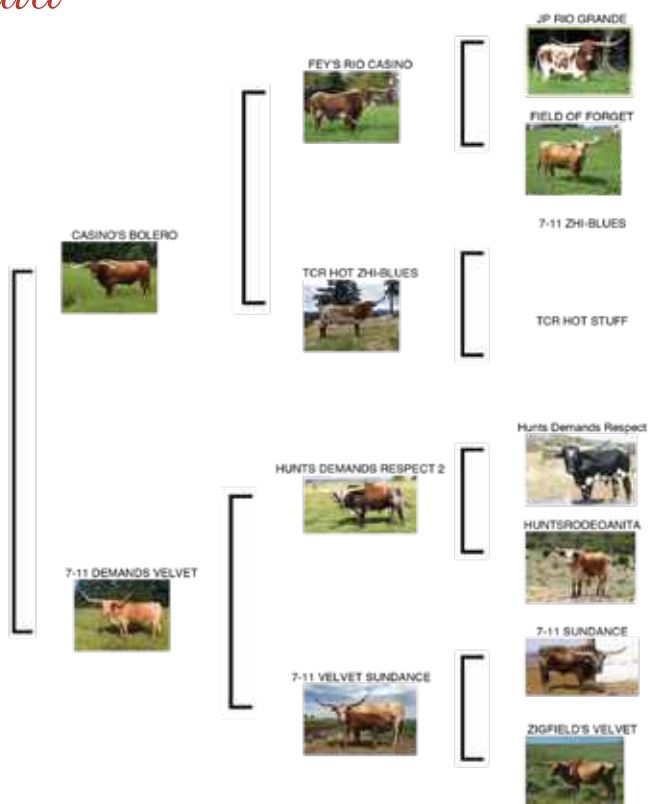 JP RIO GRANDE
FEY'S RIO CASINO
FIELD OF FORGET
7-11 ZHI-BLUES
CASINO'S BOLERO
TCR HOT ZHI-BLUES
TCR HOT STUFF
Hunts Demands Respect
HUNTS DEMANDS RESPECT 2
HUNTSRODEOANITA
7-11 DEMANDS VELVET
7-11 SUNDANCE
7-11 VELVET SUNDANCE
ZIGFIELD'S VELVET